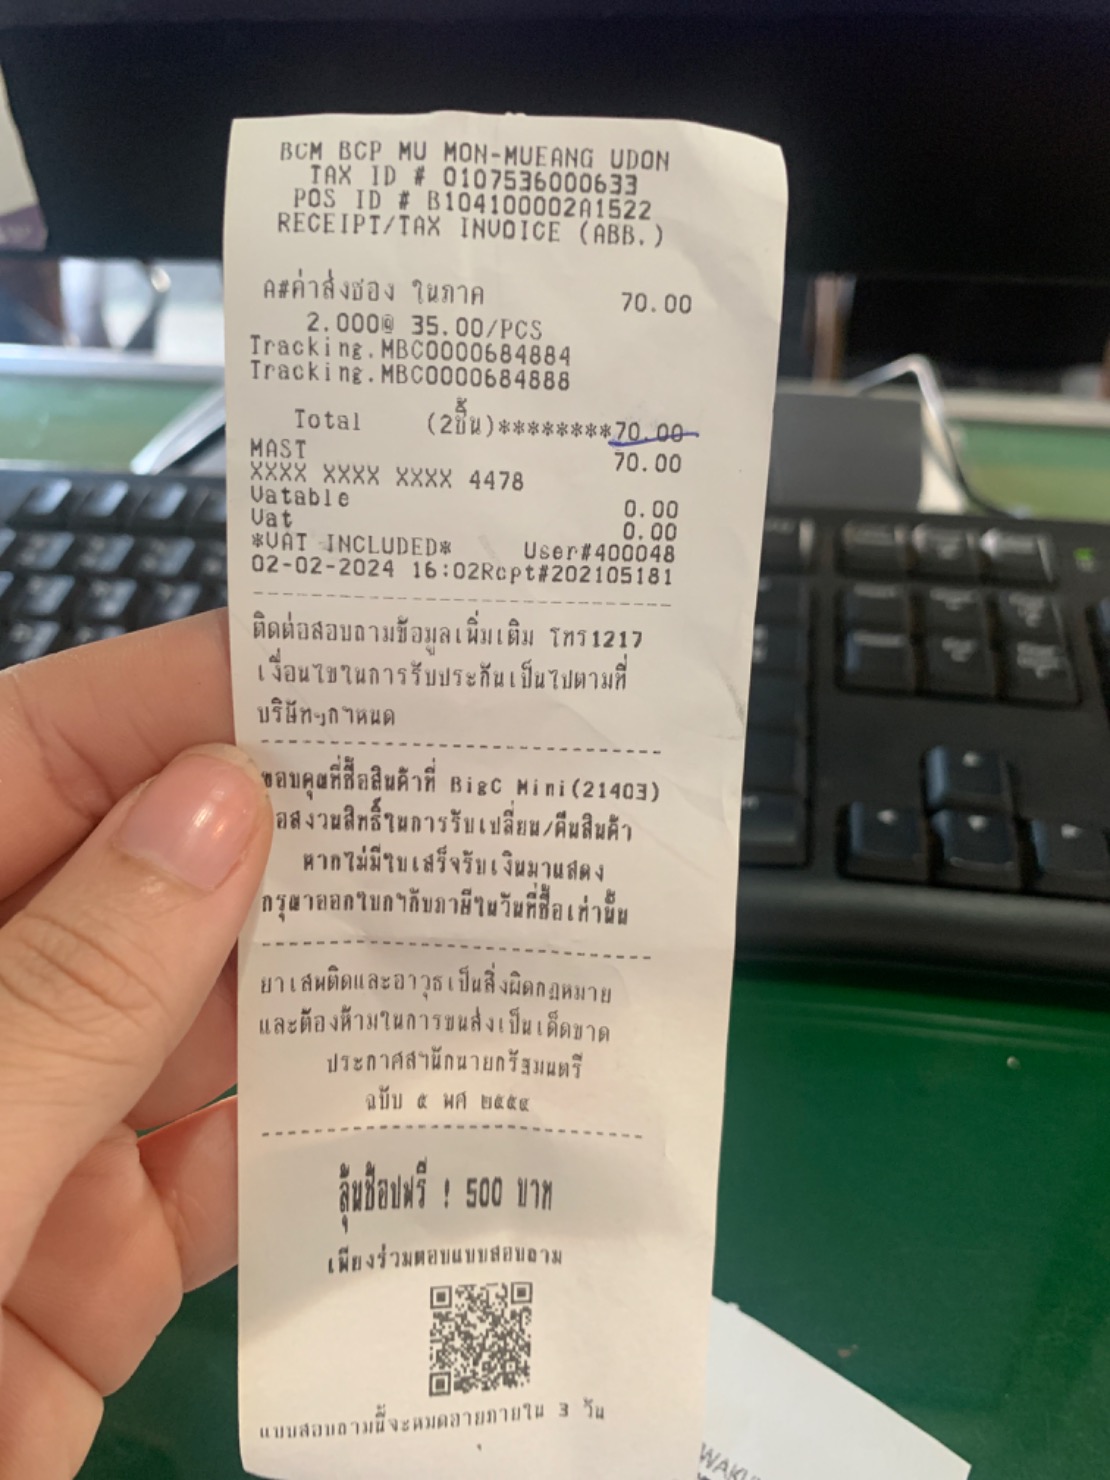 BCM BCP MU MON-MUEANG UDON
TAX ID # 0107536000633
POS ID # B104100002A1522
RECEIPT/TAX INVOICE (ABB.)
A#ค่าส่งของ ในภาค 70.00
2.000@ 35.00/PCS
Tracking.MBC0000684884
Tracking.MBC0000684888
Total (2ชิ้น)********70.00
MAST 70.00
XXXX XXXX XXXX 4478
Vatable 0.00
Vat 0.00
*VAT INCLUDED* User#400048
02-02-2024 16:02Rcpt#202105181
ติดต่อสอบถามข้อมูลเพิ่มเติม โทร1217
เงื่อนไขในการรับประกันเป็นไปตามที่
บริษัทฯกำหนด
ขอบคุณที่ซื้อสินค้าที่ BigC Mini(21403)
ขอสงวนสิทธิ์ในการรับเปลี่ยน/คืนสินค้า
หากไม่มีใบเสร็จรับเงินมาแสดง
กรุณาออกใบกำกับภาษีในวันที่ซื้อเท่านั้น
ยาเสพติดและอาวุธเป็นสิ่งผิดกฎหมาย
และต้องห้ามในการขนส่งเป็นเด็ดขาด
ประกาศสำนักนายกรัฐมนตรี
ฉบับ ๕ พศ ๒๕๕๔
ลุ้นช้อปฟรี ! 500 บาท
เพียงร่วมตอบแบบสอบถาม
แบบสอบถามนี้จะหมดอายุภายใน 3 วัน